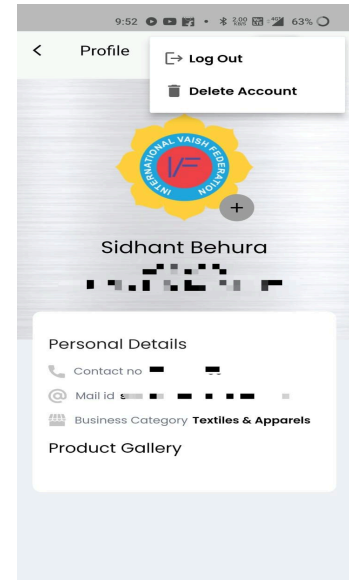 9:52
63%
Profile
Log Out
Delete Account
INTERNATIONAL VAISH FEDERATION
Sidhant Behura
Personal Details
Contact no
Mail id
Business Category Textiles & Apparels
Product Gallery